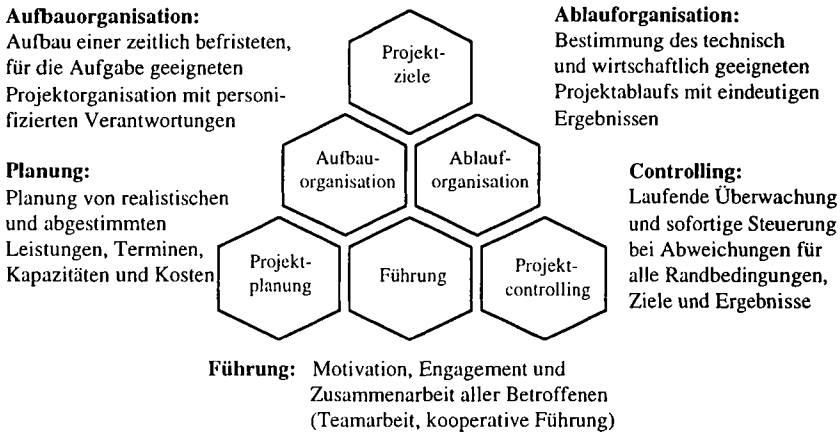 Aufbauorganisation:
Aufbau einer zeitlich befristeten,
für die Aufgabe geeigneten
Projektorganisation mit personi-
fizierten Verantwortungen
Ablauforganisation:
Bestimmung des technisch
und wirtschaftlich geeigneten
Projektablaufs mit eindeutigen
Ergebnissen
Projekt-
ziele
Aufbau-
organisation
Ablauf-
organisation
Planung:
Planung von realistischen
und abgestimmten
Leistungen, Terminen,
Kapazitäten und Kosten
Controlling:
Laufende Überwachung
und sofortige Steuerung
bei Abweichungen für
alle Randbedingungen,
Ziele und Ergebnisse
Projekt-
planung
Führung
Projekt-
controlling
Führung: Motivation, Engagement und
Zusammenarbeit aller Betroffenen
(Teamarbeit, kooperative Führung)